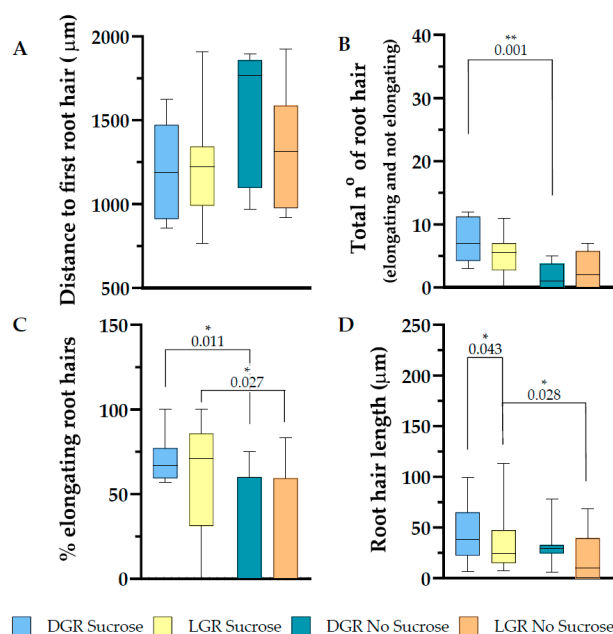 A
Distance to first root hair ( μm)
2000
1500
1000
500
B
Total nº of root hair
(elongating and not elongating)
40
30
20
10
0
**
0.001
C
% elongating root hairs
150
100
50
0
*
0.011
*
0.027
D
Root hair length (μm)
250
200
150
100
50
0
*
0.043
*
0.028
DGR Sucrose
LGR Sucrose
DGR No Sucrose
LGR No Sucrose